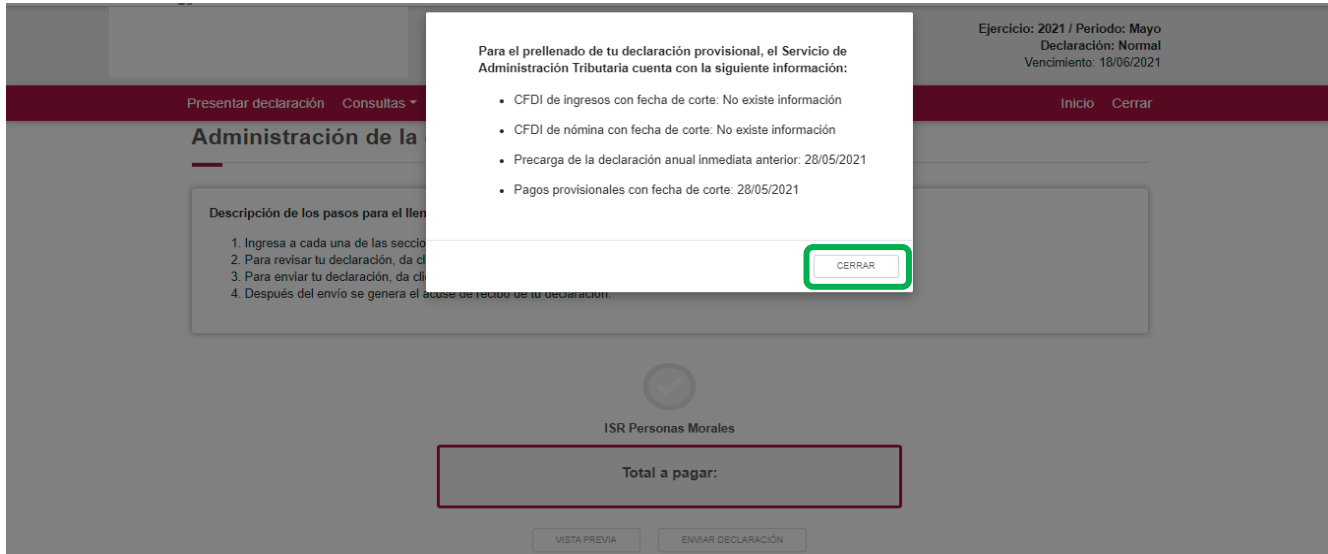 Ejercicio: 2021 / Periodo: Mayo
Declaración: Normal
Vencimiento: 18/06/2021
Para el prellenado de tu declaración provisional, el Servicio de
Administración Tributaria cuenta con la siguiente información:
• CFDI de ingresos con fecha de corte: No existe información
• CFDI de nómina con fecha de corte: No existe información
• Precarga de la declaración anual inmediata anterior: 28/05/2021
• Pagos provisionales con fecha de corte: 28/05/2021
CERRAR
Presentar declaración Consultas
Inicio Cerrar
Administración de la
Descripción de los pasos para el
1. Ingresa a cada una de las
2. Para revisar tu declaración, da
3. Para enviar tu declaración, da
4. Después del envío se genera el acuse de recibo de tu declaración.
ISR Personas Morales
Total a pagar:
VISTA PREVIA
ENVIAR DECLARACIÓN